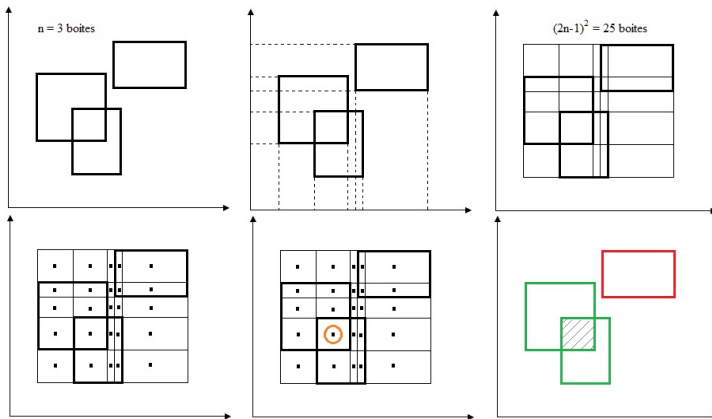 n = 3 boites
(2n-1)² = 25 boites